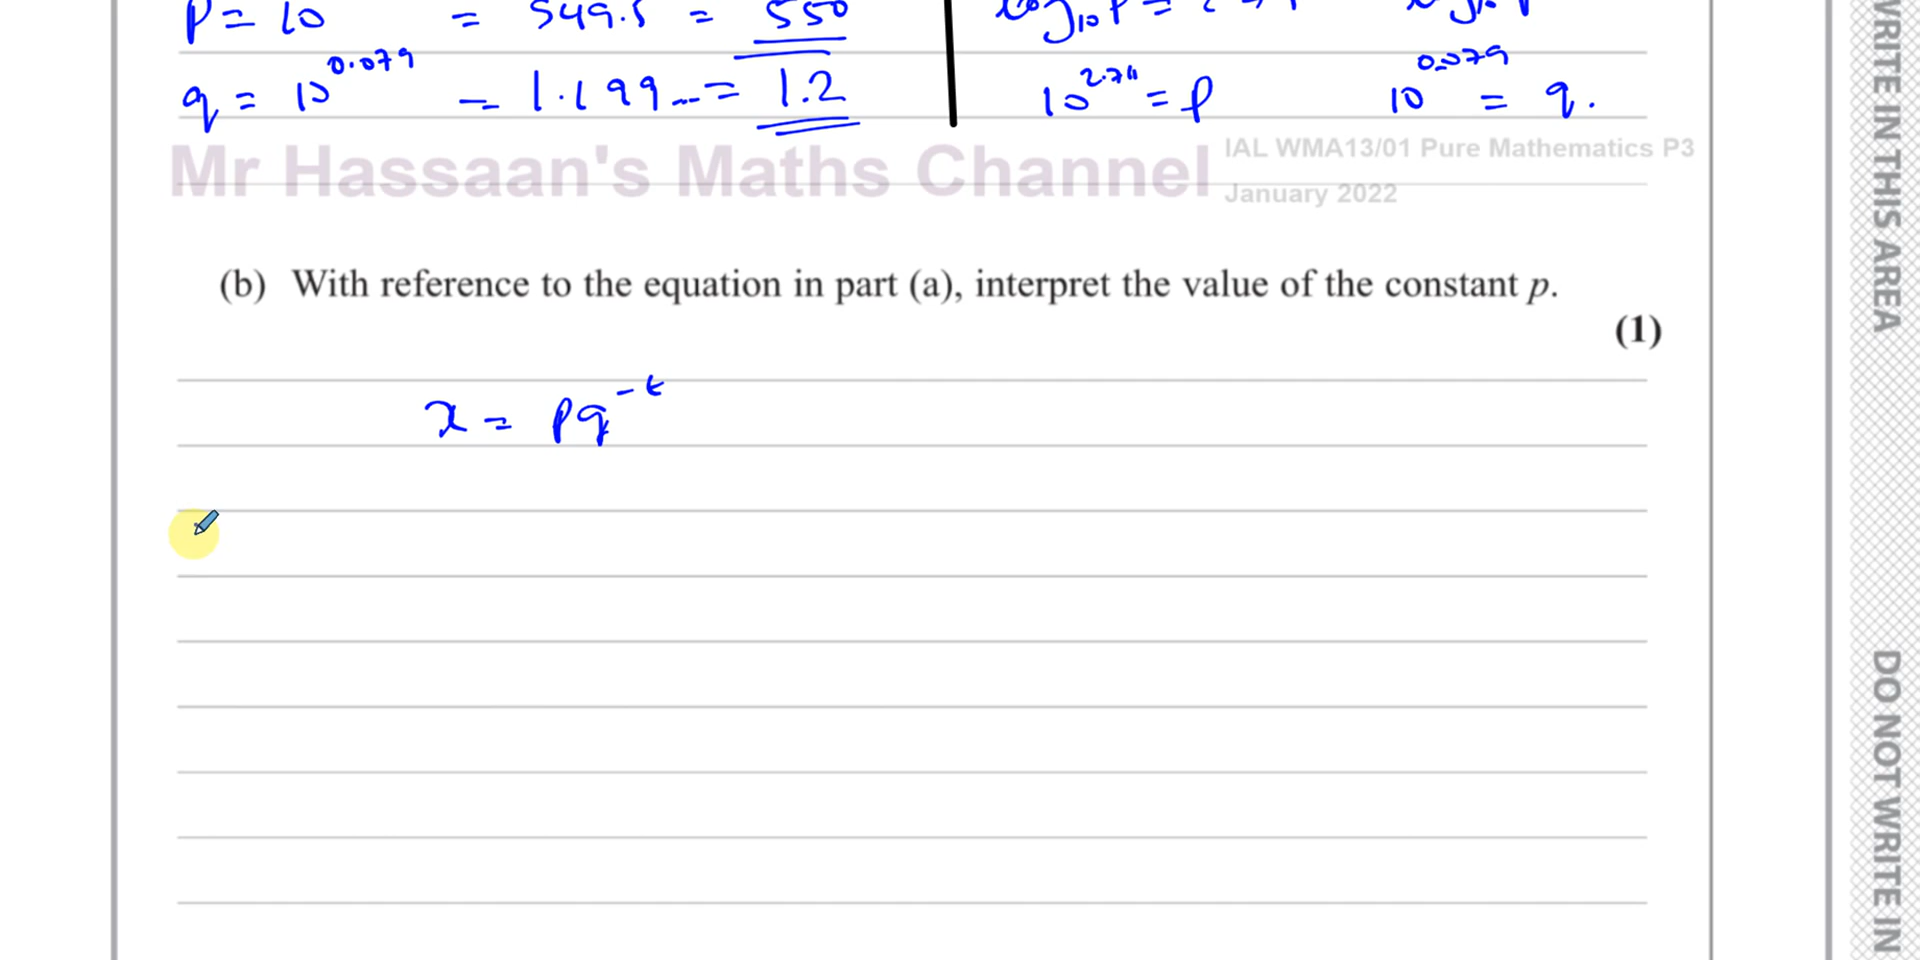 p = 10 = 549.5 = 550
q = 10^0.079 = 1.199... = 1.2
10^2.74 = p
10^0.079 = q.
Mr Hassaan's Maths Channel
IAL WMA13/01 Pure Mathematics P3
January 2022
(b) With reference to the equation in part (a), interpret the value of the constant p.
(1)
x = pq^-t
WRITE IN THIS AREA
DO NOT WRITE IN